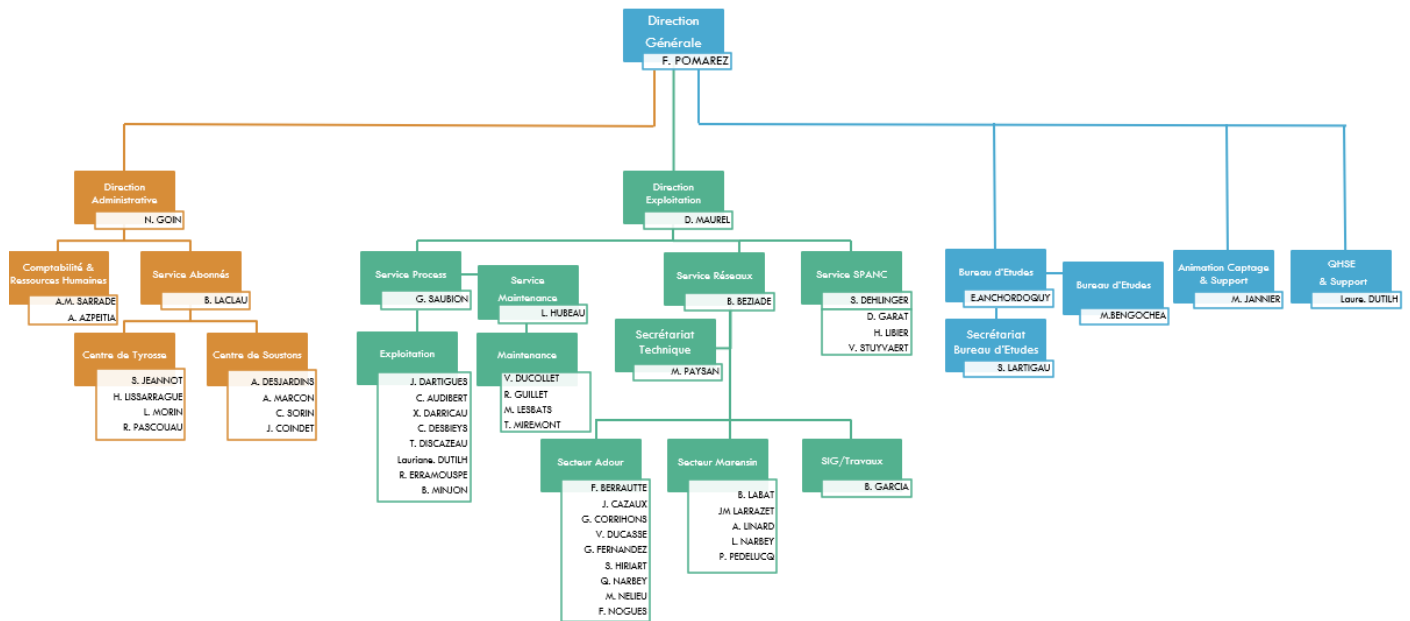 Direction
Générale
F. POMAREZ
Direction
Administrative
N. GOIN
Direction
Exploitation
D. MAUREL
Comptabilité &
Ressources Humaines
A.M. SARRADE
A. AZPEITIA
Service Abonnés
B. LACLAU
Centre de Tyrosse
S. JEANNOT
H. LISSARRAGUE
L. MORIN
R. PASCOUAU
Centre de Soustons
A. DESJARDINS
A. MARCON
C. SORIN
J. COINDET
Service Process
G. SAUBION
Service
Maintenance
L. HUBEAU
Exploitation
J. DARTIGUES
C. AUDIBERT
X. DARRICAU
C. DESBIEYS
T. DISCAZEAU
Lauriane. DUTILH
R. ERRAMOUSPE
B. MINJON
Maintenance
V. DUCOLLET
R. GUILLET
M. LESBATS
T. MIREMONT
Service Réseaux
B. BEZIADE
Secrétariat
Technique
M. PAYSAN
Service SPANC
S. DEHLINGER
D. GARAT
H. LIBIER
V. STUYVAERT
Secteur Adour
F. BERRAUTTE
J. CAZAUX
G. CORRIHONS
V. DUCASSE
G. FERNANDEZ
S. HIRIART
Q. NARBEY
M. NELIEU
F. NOGUES
Secteur Marensin
B. LABAT
JM LARRAZET
A. LINARD
L. NARBEY
P. PEDELUCQ
SIG/Travaux
B. GARCIA
Bureau d'Etudes
E.ANCHORDOQUY
Bureau d'Etudes
M.BENGOCHEA
Secrétariat
Bureau d'Etudes
S. LARTIGAU
Animation Captage
& Support
M. JANNIER
QHSE
& Support
Laure. DUTILH